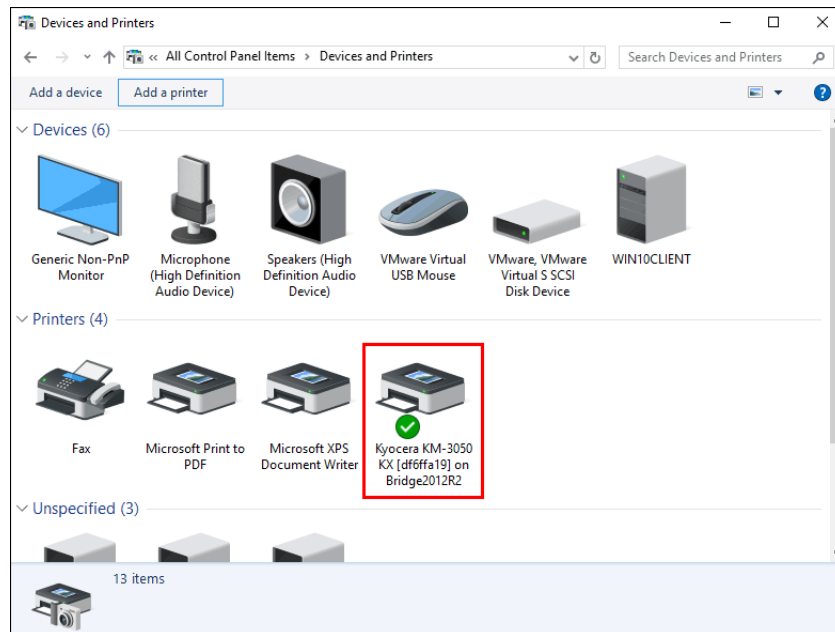 Devices and Printers
« All Control Panel Items › Devices and Printers
Search Devices and Printers
Add a device
Add a printer
Devices (6)
Generic Non-PnP
Monitor
Microphone
(High Definition
Audio Device)
Speakers (High
Definition Audio
Device)
VMware Virtual
USB Mouse
VMware, VMware
Virtual S SCSI
Disk Device
WIN10CLIENT
Printers (4)
Fax
Microsoft Print to
PDF
Microsoft XPS
Document Writer
Kyocera KM-3050
KX [df6ffa19] on
Bridge2012R2
Unspecified (3)
13 items